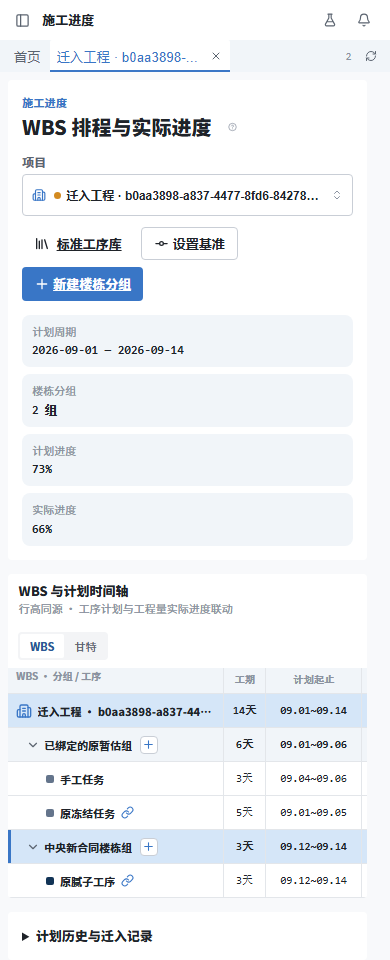 施工进度
首页
迁入工程 · b0aa3898-...
2
施工进度
WBS 排程与实际进度
项目
迁入工程 · b0aa3898-a837-4477-8fd6-84278...
标准工序库
设置基准
新建楼栋分组
计划周期
2026-09-01 — 2026-09-14
楼栋分组
2 组
计划进度
73%
实际进度
66%
WBS 与计划时间轴
行高同源 · 工序计划与工程量实际进度联动
WBS
甘特
WBS · 分组 / 工序 工期 计划起止
迁入工程 · b0aa3898-a837-44... 14天 09.01~09.14
已绑定的原暂估组 6天 09.01~09.06
手工任务 3天 09.04~09.06
原冻结任务 5天 09.01~09.05
中央新合同楼栋组 3天 09.12~09.14
原腻子工序 3天 09.12~09.14
计划历史与迁入记录